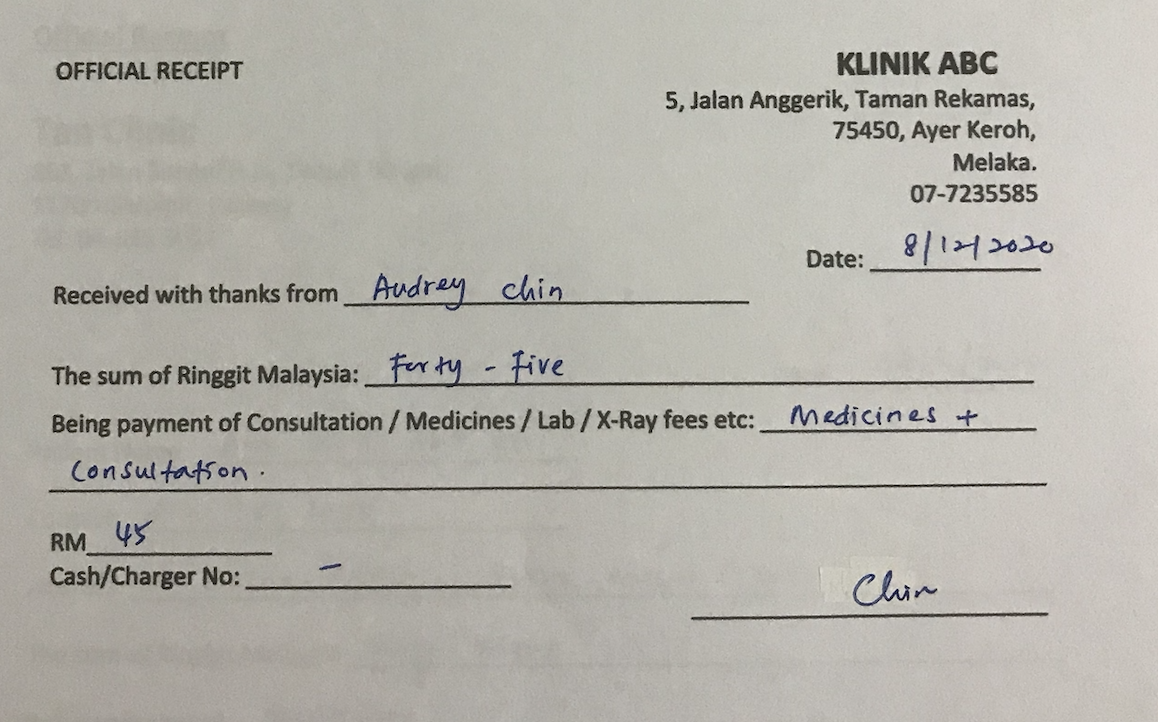 OFFICIAL RECEIPT
KLINIK ABC
5, Jalan Anggerik, Taman Rekamas,
75450, Ayer Keroh,
Melaka.
07-7235585
Date: 8/12/2020
Received with thanks from Audrey Chin
The sum of Ringgit Malaysia: Forty - Five
Being payment of Consultation / Medicines / Lab / X-Ray fees etc: Medicines +
Consultation.
RM 45
Cash/Charger No: -
Chin